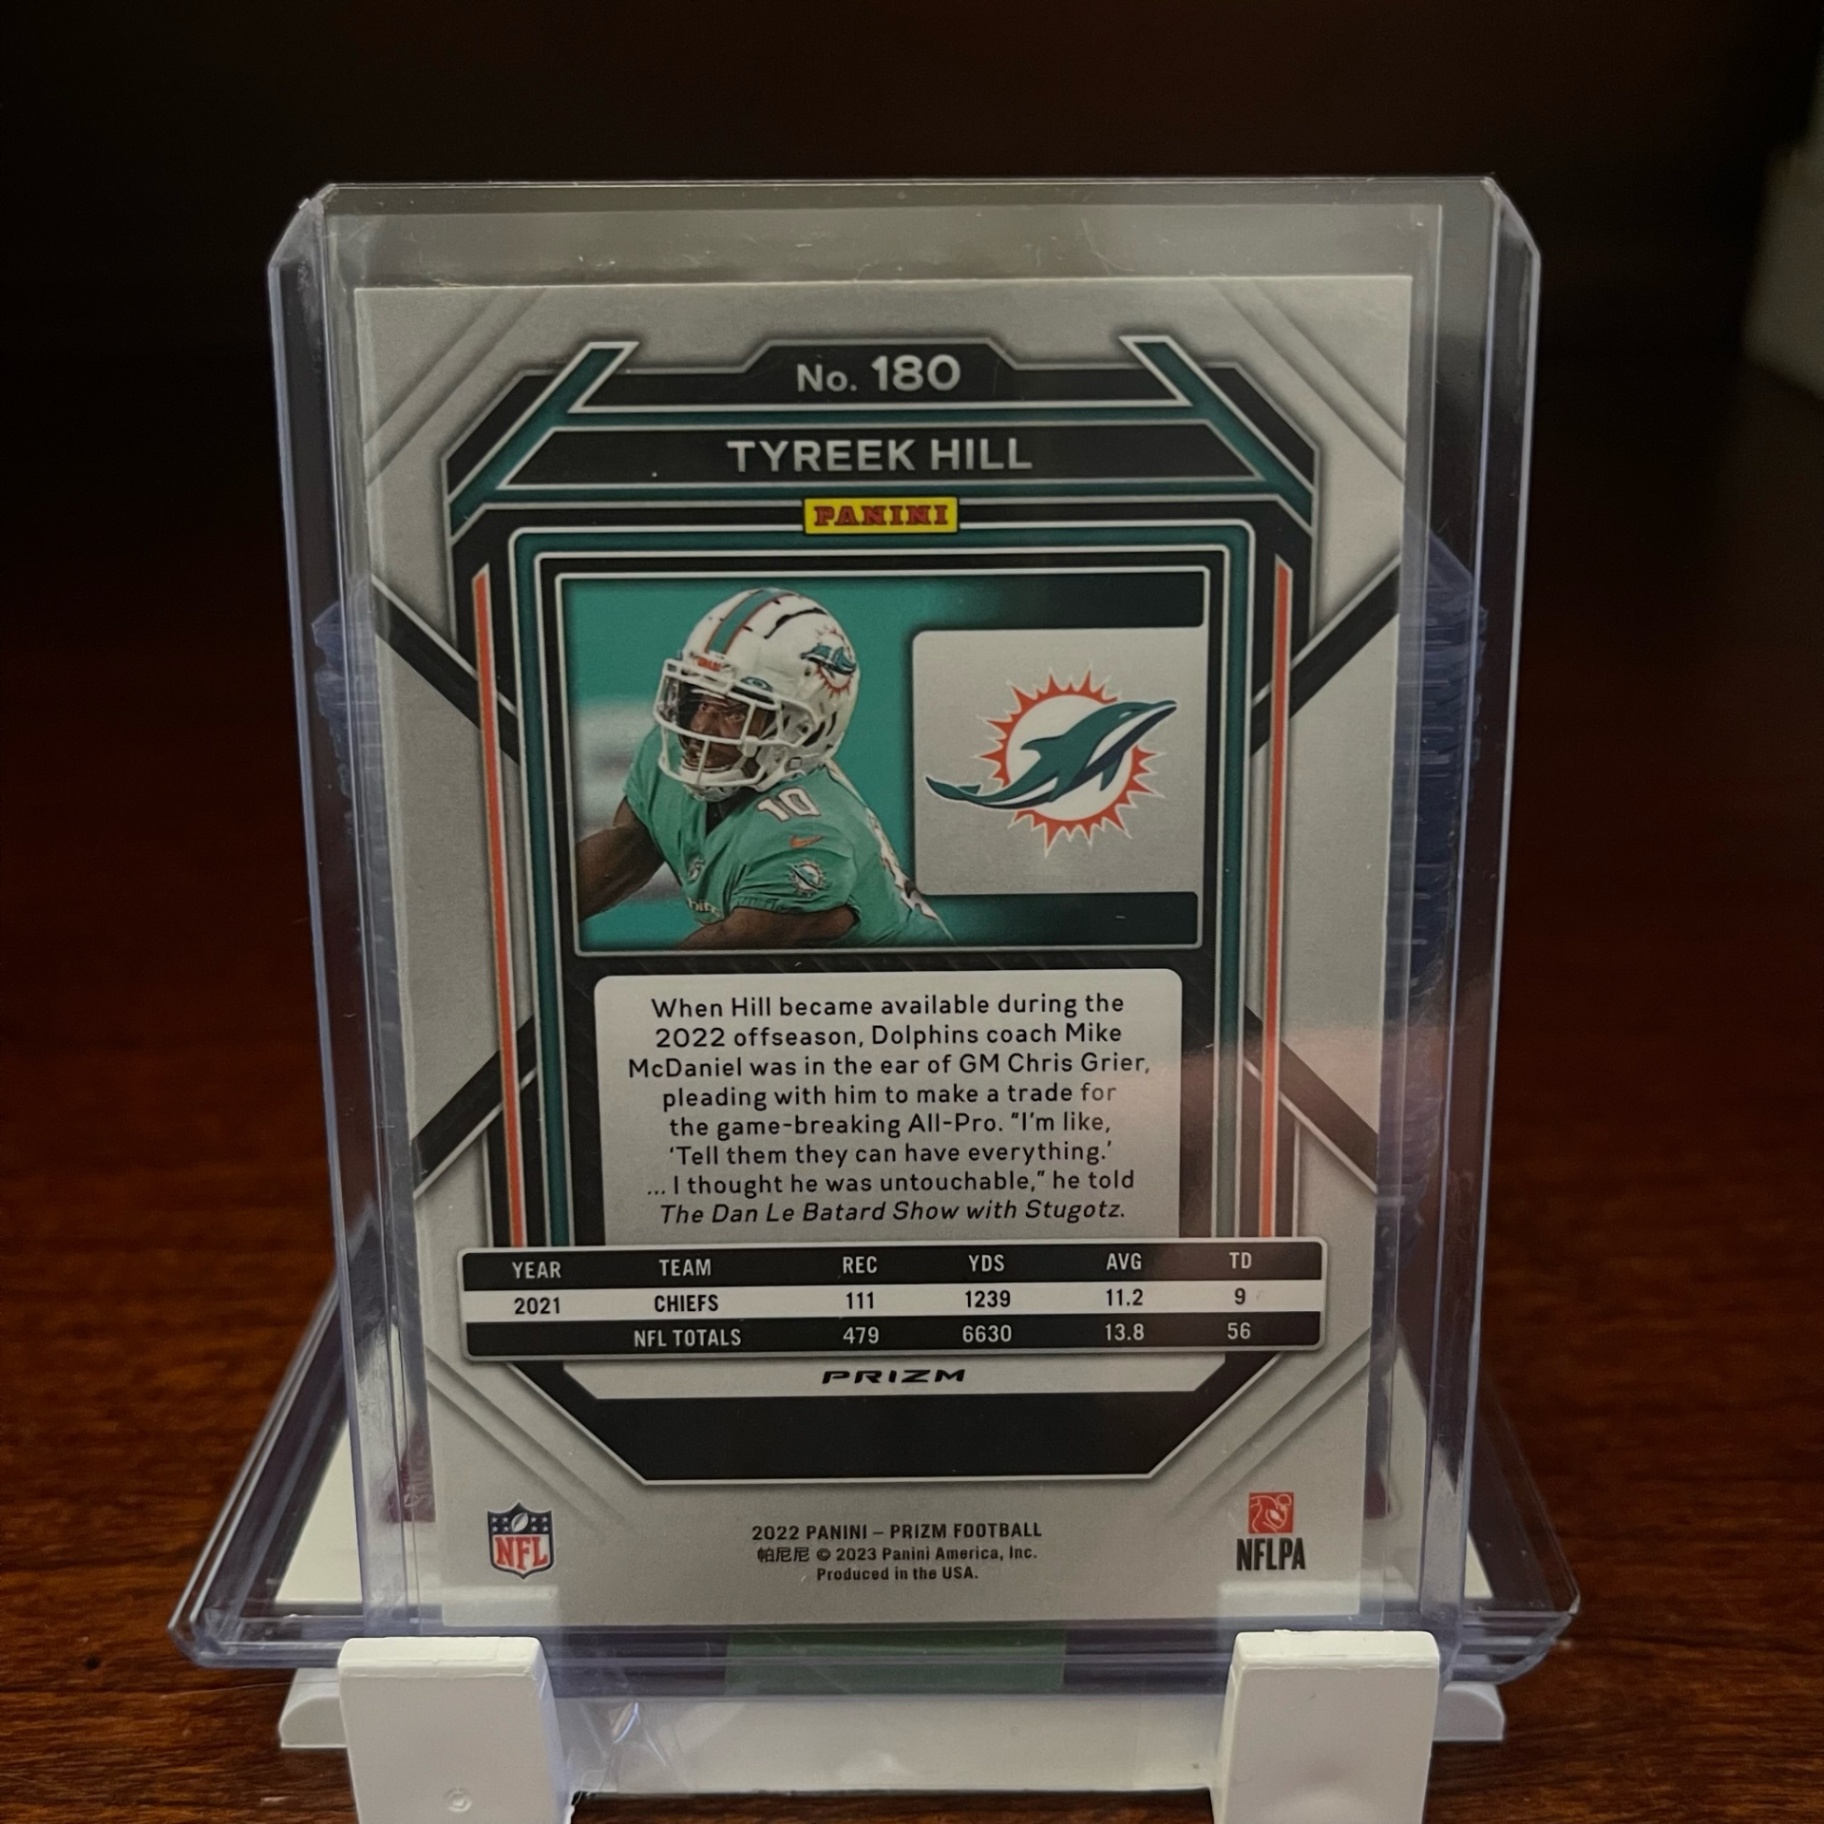 No. 180
TYREEK HILL
PANINI
10
When Hill became available during the
2022 offseason, Dolphins coach Mike
McDaniel was in the ear of GM Chris Grier,
pleading with him to make a trade for
the game-breaking All-Pro. "I'm like,
'Tell them they can have everything.'
... I thought he was untouchable," he told
The Dan Le Batard Show with Stugotz.
YEAR TEAM REC YDS AVG TD
2021 CHIEFS 111 1239 11.2 9
NFL TOTALS 479 6630 13.8 56
PRIZM
NFL
2022 PANINI – PRIZM FOOTBALL
帕尼尼 © 2023 Panini America, Inc.
Produced in the USA.
NFLPA